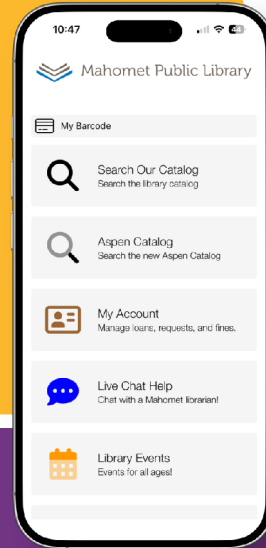 10:47
44
Mahomet Public Library
My Barcode
Search Our Catalog
Search the library catalog
Aspen Catalog
Search the new Aspen Catalog
My Account
Manage loans, requests, and fines.
Live Chat Help
Chat with a Mahomet librarian!
Library Events
Events for all ages!